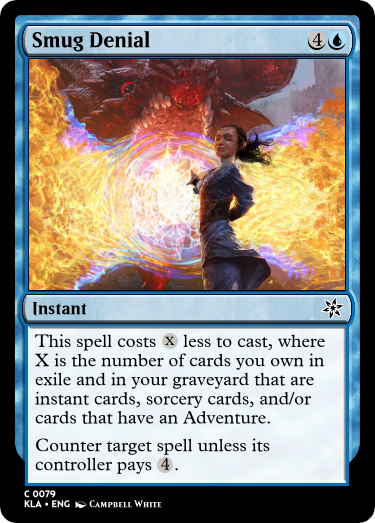 Smug Denial 4
Instant
This spell costs X less to cast, where
X is the number of cards you own in
exile and in your graveyard that are
instant cards, sorcery cards, and/or
cards that have an Adventure.
Counter target spell unless its
controller pays 4.
C 0079
KLA • ENG Campbell White